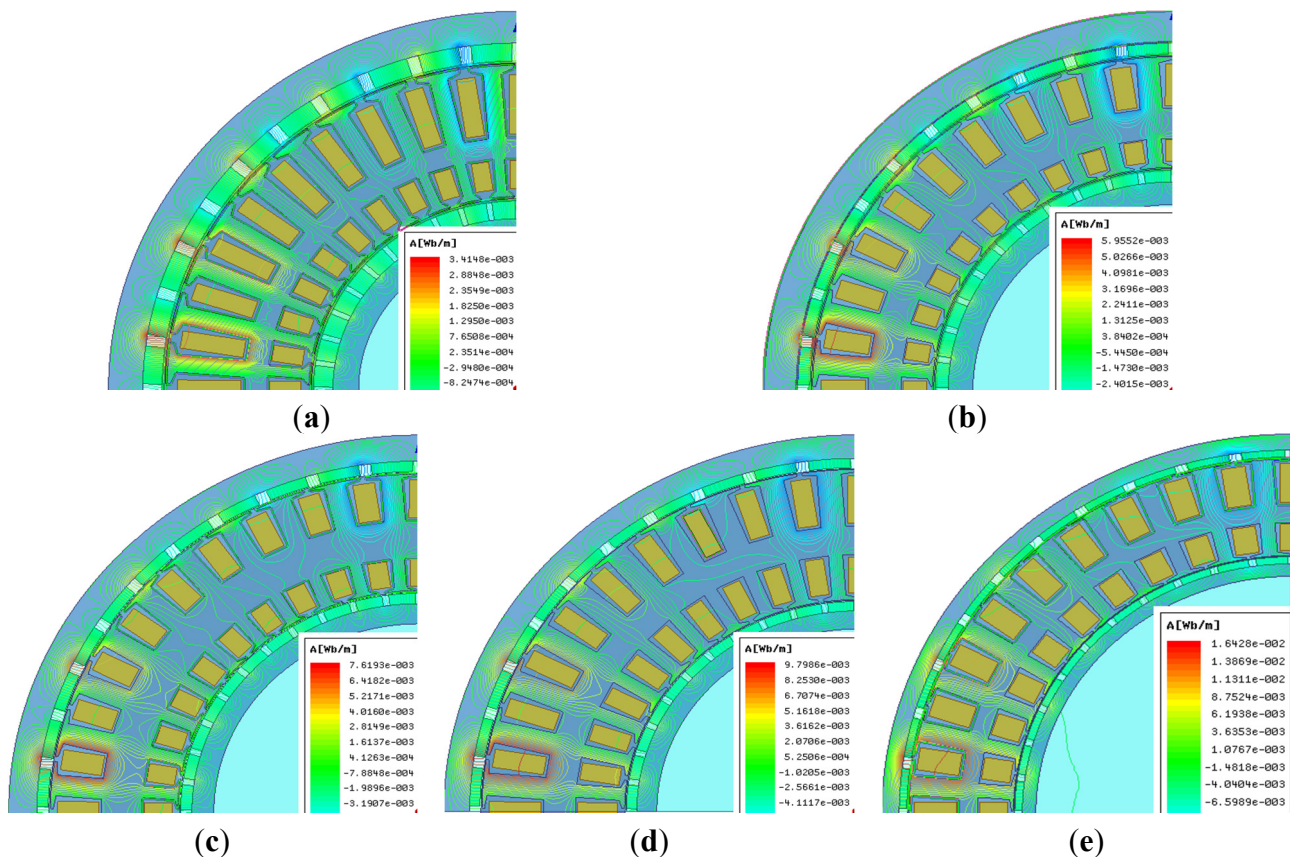 A[Wb/m]
3.4148e-003
2.8848e-003
2.3549e-003
1.8250e-003
1.2950e-003
7.6508e-004
2.3514e-004
-2.9480e-004
-8.2474e-004
A[Wb/m]
5.9552e-003
5.0266e-003
4.0981e-003
3.1696e-003
2.2411e-003
1.3125e-003
3.8402e-004
-5.4450e-004
-1.4730e-003
-2.4015e-003
(a)
(b)
A[Wb/m]
7.6193e-003
6.4182e-003
5.2171e-003
4.0160e-003
2.8149e-003
1.6137e-003
4.1263e-004
-7.8848e-004
-1.9896e-003
-3.1907e-003
A[Wb/m]
9.7986e-003
8.2530e-003
6.7074e-003
5.1618e-003
3.6162e-003
2.0706e-003
5.2506e-004
-1.0205e-003
-2.5661e-003
-4.1117e-003
A[Wb/m]
1.6428e-002
1.3869e-002
1.1311e-002
8.7524e-003
6.1938e-003
3.6353e-003
1.0767e-003
-1.4818e-003
-4.0404e-003
-6.5989e-003
(c)
(d)
(e)